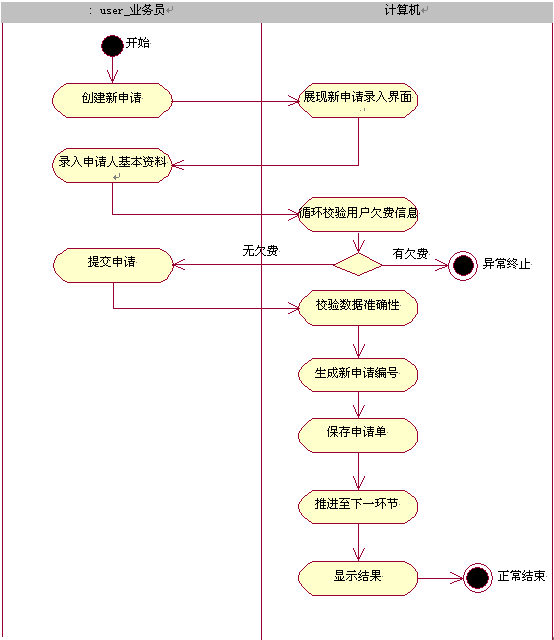 : user_业务员
计算机
开始
创建新申请
展现新申请录入界面
录入申请人基本资料
循环校验用户欠费信息
无欠费
有欠费
提交申请
异常终止
校验数据准确性
生成新申请编号
保存申请单
推进至下一环节
显示结果
正常结束